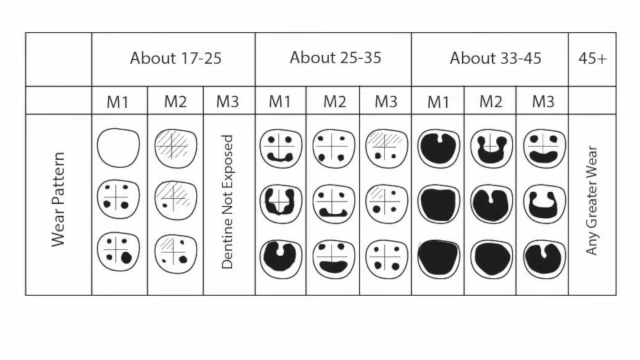 About 17-25 About 25-35 About 33-45 45+
M1 M2 M3 M1 M2 M3 M1 M2 M3
Wear Pattern
Dentine Not Exposed
Any Greater Wear